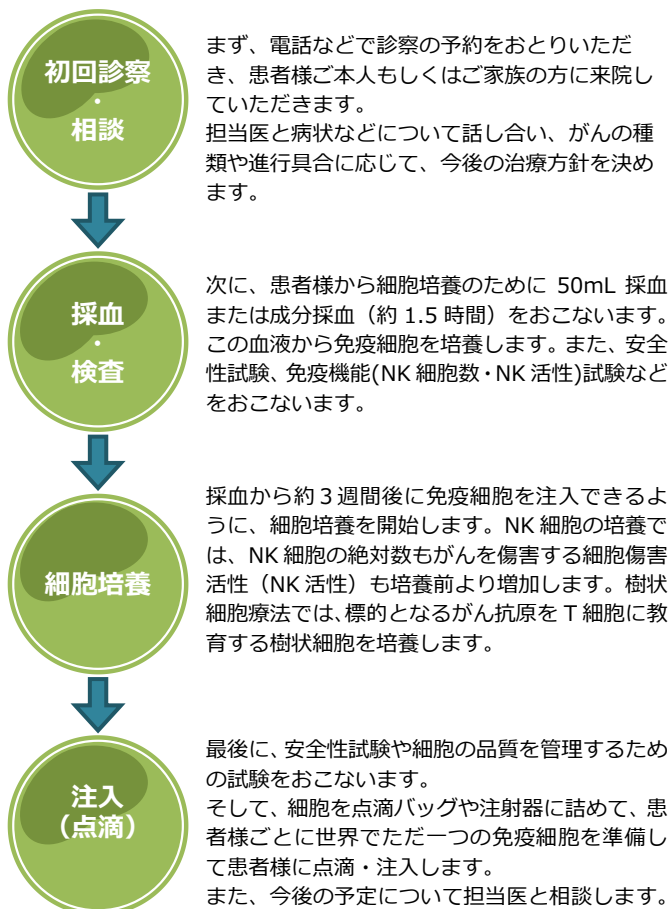 初回診察
・
相談
まず、電話などで診察の予約をおとりいただ
き、患者様ご本人もしくはご家族の方に来院し
ていただきます。
担当医と病状などについて話し合い、がんの種
類や進行具合に応じて、今後の治療方針を決め
ます。
採血
・
検査
次に、患者様から細胞培養のために 50mL 採血
または成分採血（約 1.5 時間）をおこないます。
この血液から免疫細胞を培養します。また、安全
性試験、免疫機能(NK 細胞数・NK 活性)試験など
をおこないます。
細胞培養
採血から約３週間後に免疫細胞を注入できるよ
うに、細胞培養を開始します。NK 細胞の培養で
は、NK 細胞の絶対数もがんを傷害する細胞傷害
活性（NK 活性）も培養前より増加します。樹状
細胞療法では、標的となるがん抗原を T 細胞に教
育する樹状細胞を培養します。
注入
（点滴）
最後に、安全性試験や細胞の品質を管理するため
の試験をおこないます。
そして、細胞を点滴バッグや注射器に詰めて、患
者様ごとに世界でただ一つの免疫細胞を準備し
て患者様に点滴・注入します。
また、今後の予定について担当医と相談します。